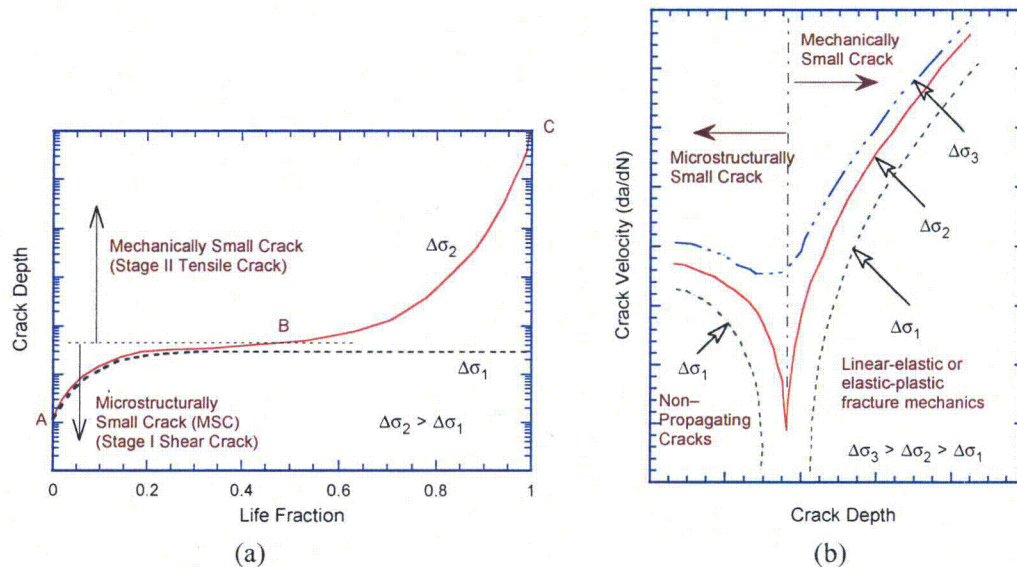 Crack Depth
C
Mechanically Small Crack
(Stage II Tensile Crack)
Δσ2
B
Δσ1
A
Microstructurally
Small Crack (MSC)
(Stage I Shear Crack)
Δσ2 > Δσ1
0
0.2
0.4
0.6
0.8
1
Life Fraction
(a)
Crack Velocity (da/dN)
Mechanically
Small Crack
Microstructurally
Small Crack
Δσ3
Δσ2
Δσ1
Δσ1
Non–
Propagating
Cracks
Linear-elastic or
elastic-plastic
fracture mechanics
Δσ3 > Δσ2 > Δσ1
Crack Depth
(b)